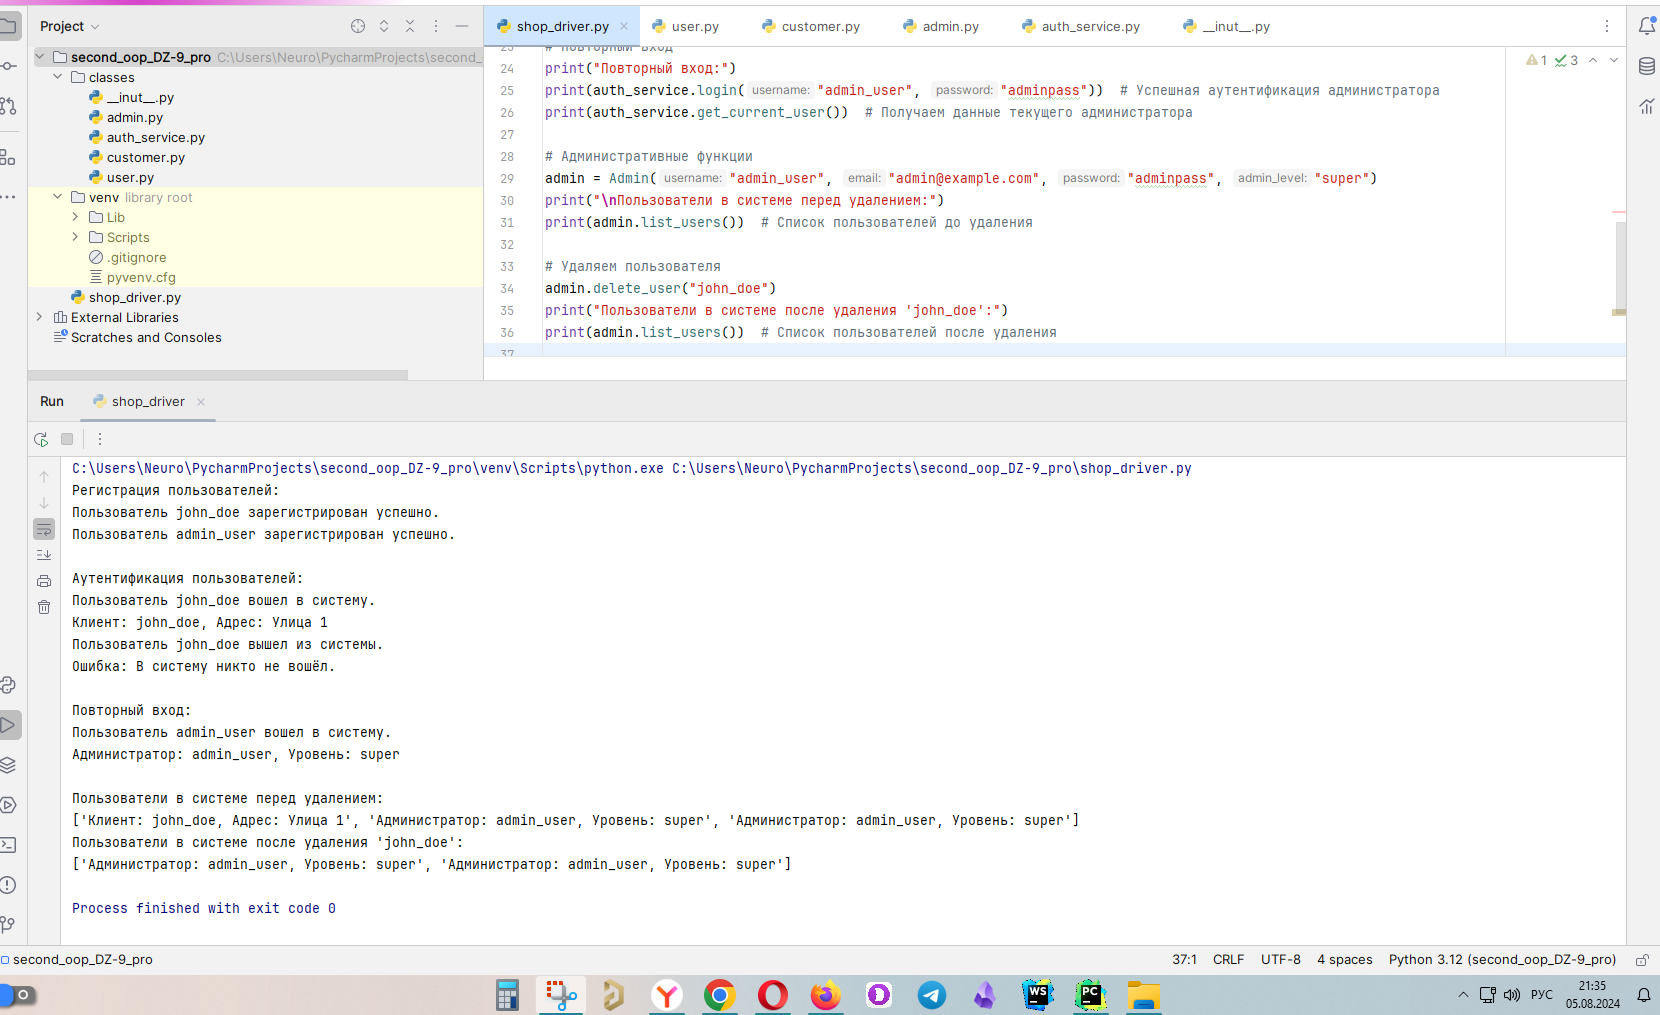 Project
second_oop_DZ-9_pro C:\Users\Neuro\PycharmProjects\second_
classes
__inut__.py
admin.py
auth_service.py
customer.py
user.py
venv library root
Lib
Scripts
.gitignore
pyvenv.cfg
shop_driver.py
External Libraries
Scratches and Consoles
shop_driver.py
user.py
customer.py
admin.py
auth_service.py
__inut__.py
1 3
23 # Повторный вход
24 print("Повторный вход:")
25 print(auth_service.login( username: "admin_user", password: "adminpass")) # Успешная аутентификация администратора
26 print(auth_service.get_current_user()) # Получаем данные текущего администратора
27
28 # Административные функции
29 admin = Admin( username: "admin_user", email: "admin@example.com", password: "adminpass", admin_level: "super")
30 print("\nПользователи в системе перед удалением:")
31 print(admin.list_users()) # Список пользователей до удаления
32
33 # Удаляем пользователя
34 admin.delete_user("john_doe")
35 print("Пользователи в системе после удаления 'john_doe':")
36 print(admin.list_users()) # Список пользователей после удаления
37
Run shop_driver
C:\Users\Neuro\PycharmProjects\second_oop_DZ-9_pro\venv\Scripts\python.exe C:\Users\Neuro\PycharmProjects\second_oop_DZ-9_pro\shop_driver.py
Регистрация пользователей:
Пользователь john_doe зарегистрирован успешно.
Пользователь admin_user зарегистрирован успешно.
Аутентификация пользователей:
Пользователь john_doe вошел в систему.
Клиент: john_doe, Адрес: Улица 1
Пользователь john_doe вышел из системы.
Ошибка: В систему никто не вошёл.
Повторный вход:
Пользователь admin_user вошел в систему.
Администратор: admin_user, Уровень: super
Пользователи в системе перед удалением:
['Клиент: john_doe, Адрес: Улица 1', 'Администратор: admin_user, Уровень: super', 'Администратор: admin_user, Уровень: super']
Пользователи в системе после удаления 'john_doe':
['Администратор: admin_user, Уровень: super', 'Администратор: admin_user, Уровень: super']
Process finished with exit code 0
second_oop_DZ-9_pro
37:1 CRLF UTF-8 4 spaces Python 3.12 (second_oop_DZ-9_pro)
WS
PC
РУС
21:35
05.08.2024